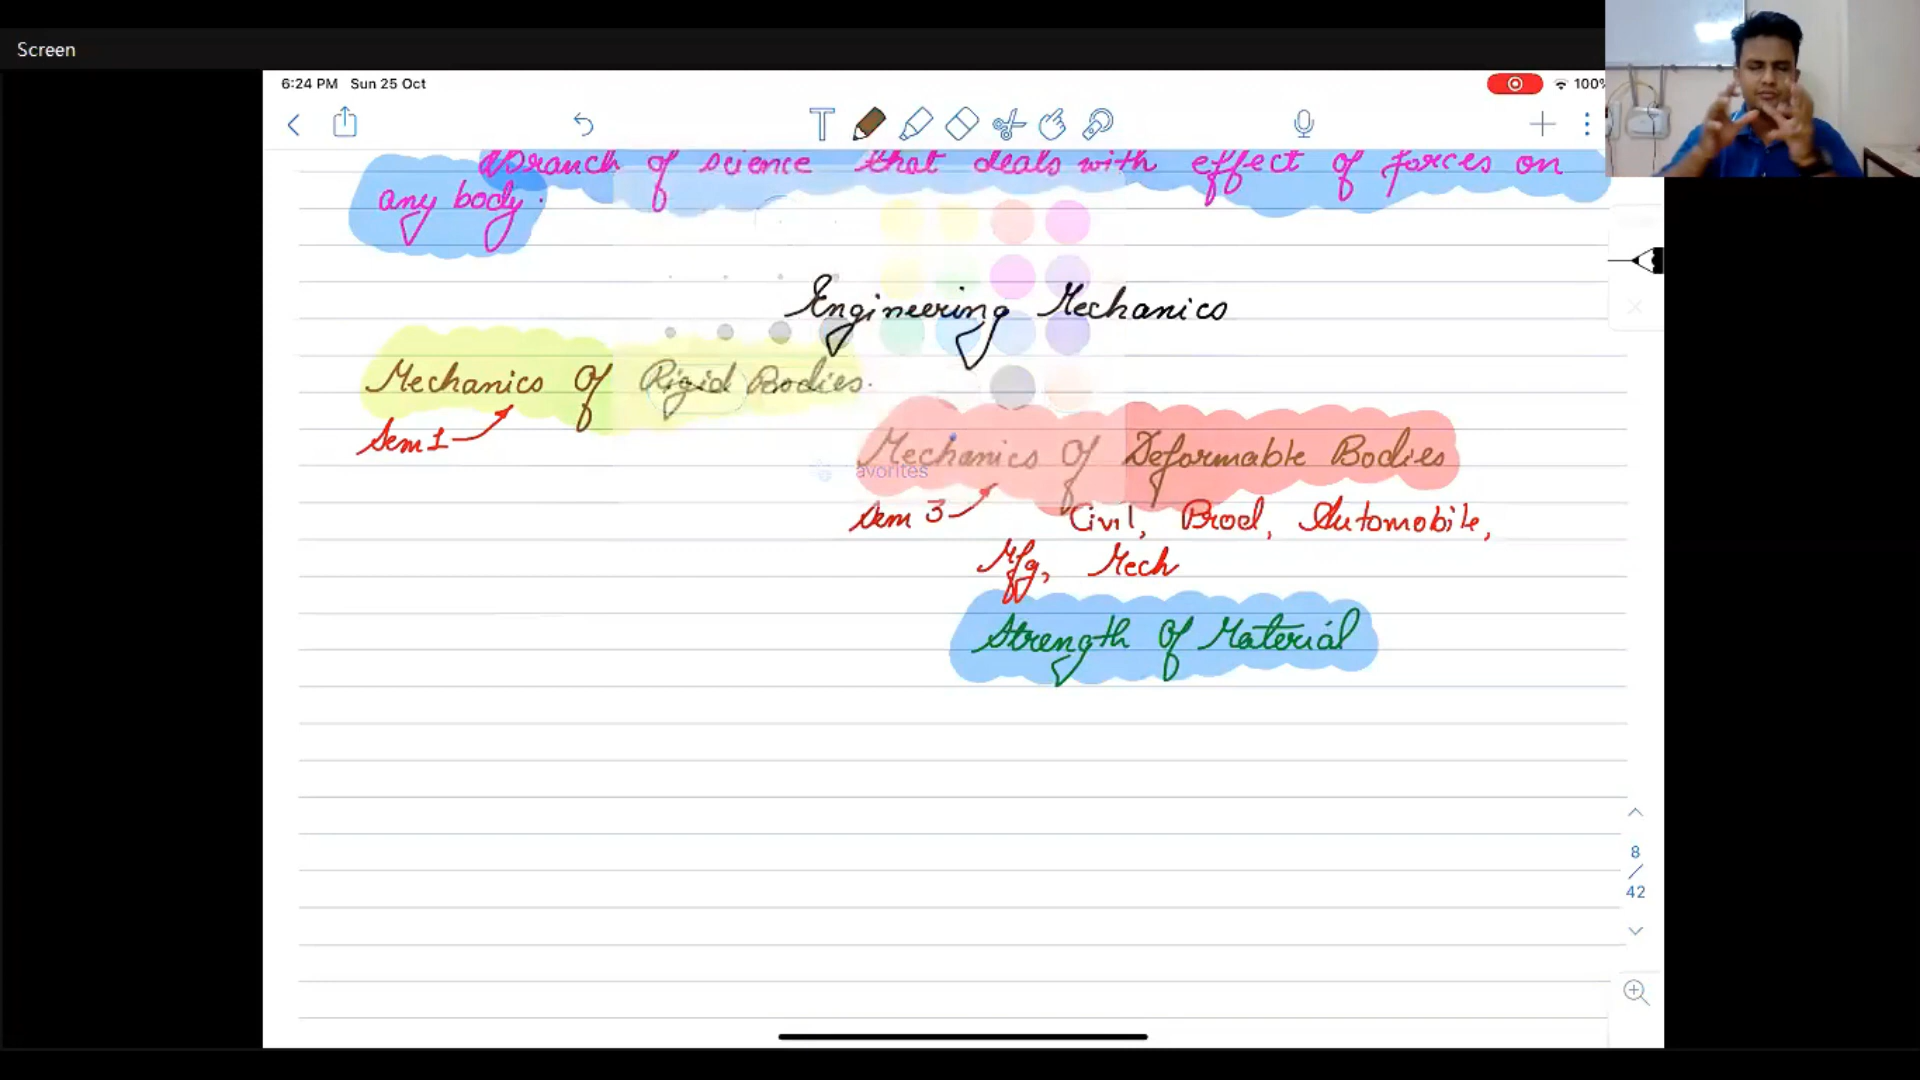 Screen
6:24 PM Sun 25 Oct
100%
T
Branch of science that deals with effect of forces on
any body.
Engineering Mechanics
Mechanics Of Rigid Bodies.
Sem 1
Mechanics Of Deformable Bodies
avorites
Sem 3 Civil, Prod, Automobile,
Mfg, Mech
Strength Of Material
8
/
42